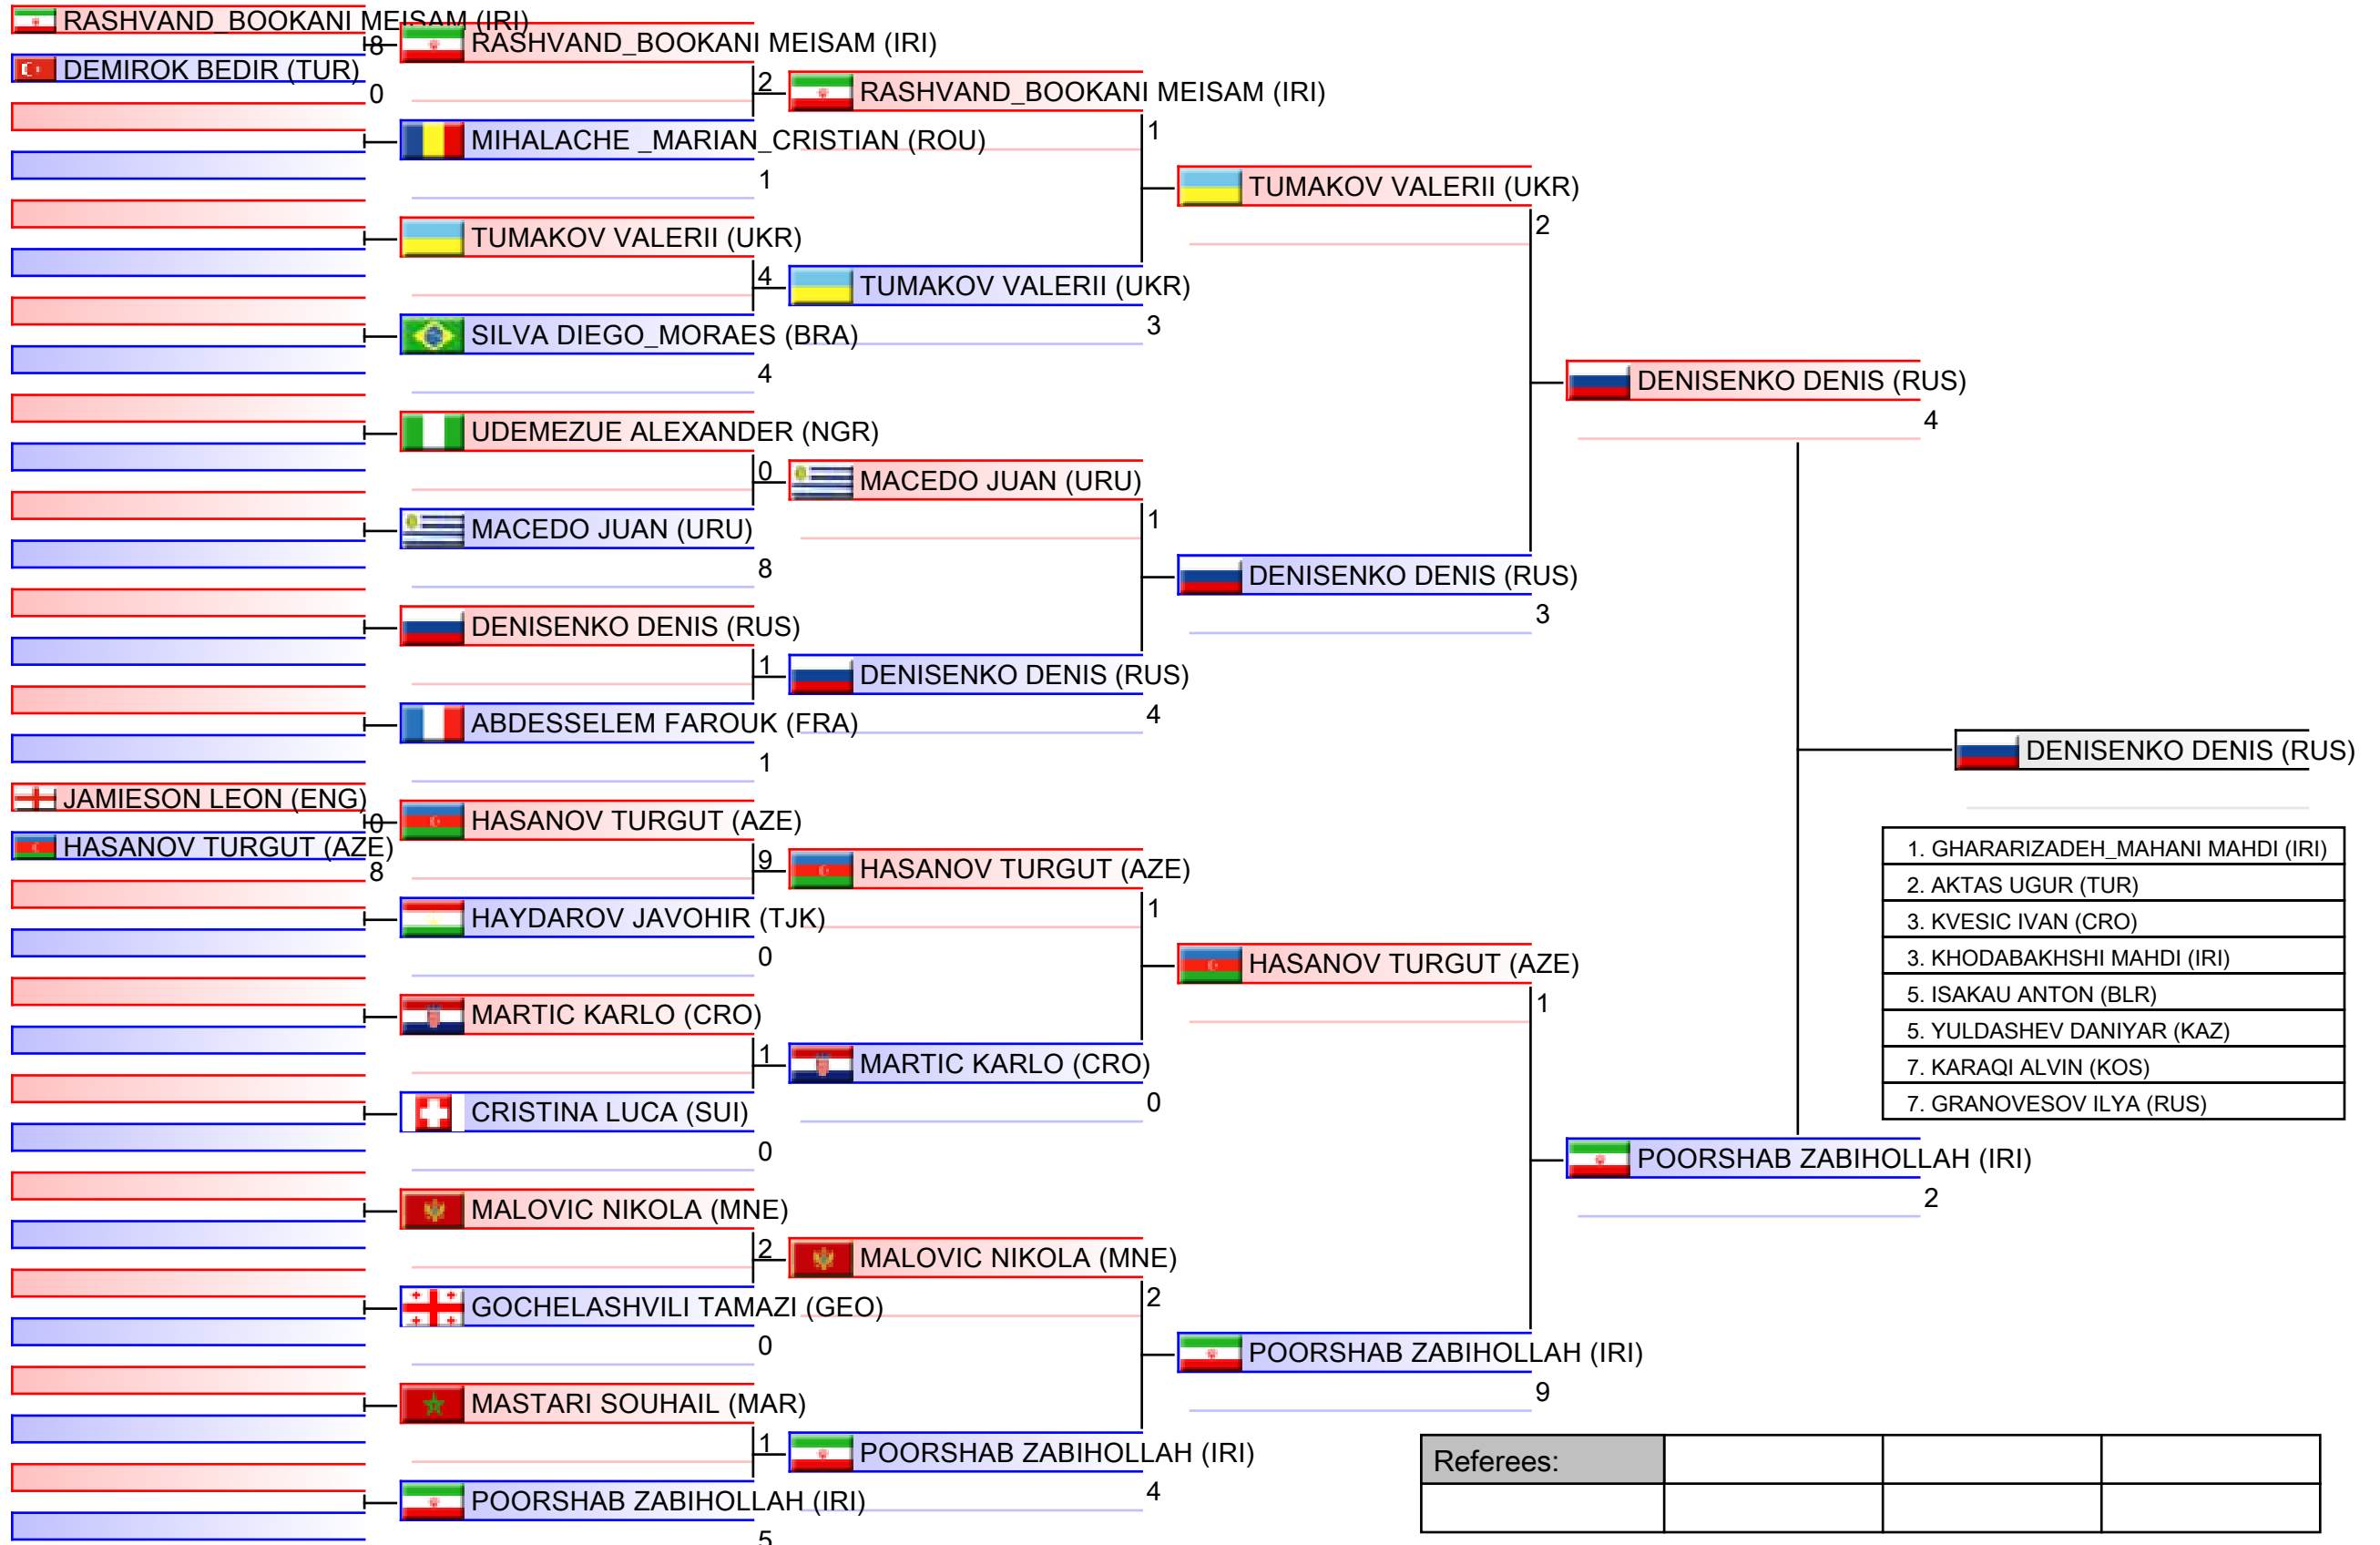 RASHVAND_BOOKANI MEISAM (IRI)
8
DEMIROK BEDIR (TUR)
0
JAMIESON LEON (ENG)
0
HASANOV TURGUT (AZE)
8
RASHVAND_BOOKANI MEISAM (IRI)
2
MIHALACHE _MARIAN_CRISTIAN (ROU)
1
TUMAKOV VALERII (UKR)
4
SILVA DIEGO_MORAES (BRA)
4
UDEMEZUE ALEXANDER (NGR)
0
MACEDO JUAN (URU)
8
DENISENKO DENIS (RUS)
1
ABDESSELEM FAROUK (FRA)
1
HASANOV TURGUT (AZE)
9
HAYDAROV JAVOHIR (TJK)
0
MARTIC KARLO (CRO)
1
CRISTINA LUCA (SUI)
0
MALOVIC NIKOLA (MNE)
2
GOCHELASHVILI TAMAZI (GEO)
0
MASTARI SOUHAIL (MAR)
1
POORSHAB ZABIHOLLAH (IRI)
5
RASHVAND_BOOKANI MEISAM (IRI)
1
TUMAKOV VALERII (UKR)
3
MACEDO JUAN (URU)
1
DENISENKO DENIS (RUS)
4
HASANOV TURGUT (AZE)
1
MARTIC KARLO (CRO)
0
MALOVIC NIKOLA (MNE)
2
POORSHAB ZABIHOLLAH (IRI)
4
TUMAKOV VALERII (UKR)
2
DENISENKO DENIS (RUS)
3
HASANOV TURGUT (AZE)
1
POORSHAB ZABIHOLLAH (IRI)
9
DENISENKO DENIS (RUS)
4
POORSHAB ZABIHOLLAH (IRI)
2
DENISENKO DENIS (RUS)
1. GHARARIZADEH_MAHANI MAHDI (IRI)
2. AKTAS UGUR (TUR)
3. KVESIC IVAN (CRO)
3. KHODABAKHSHI MAHDI (IRI)
5. ISAKAU ANTON (BLR)
5. YULDASHEV DANIYAR (KAZ)
7. KARAQI ALVIN (KOS)
7. GRANOVESOV ILYA (RUS)
Referees: